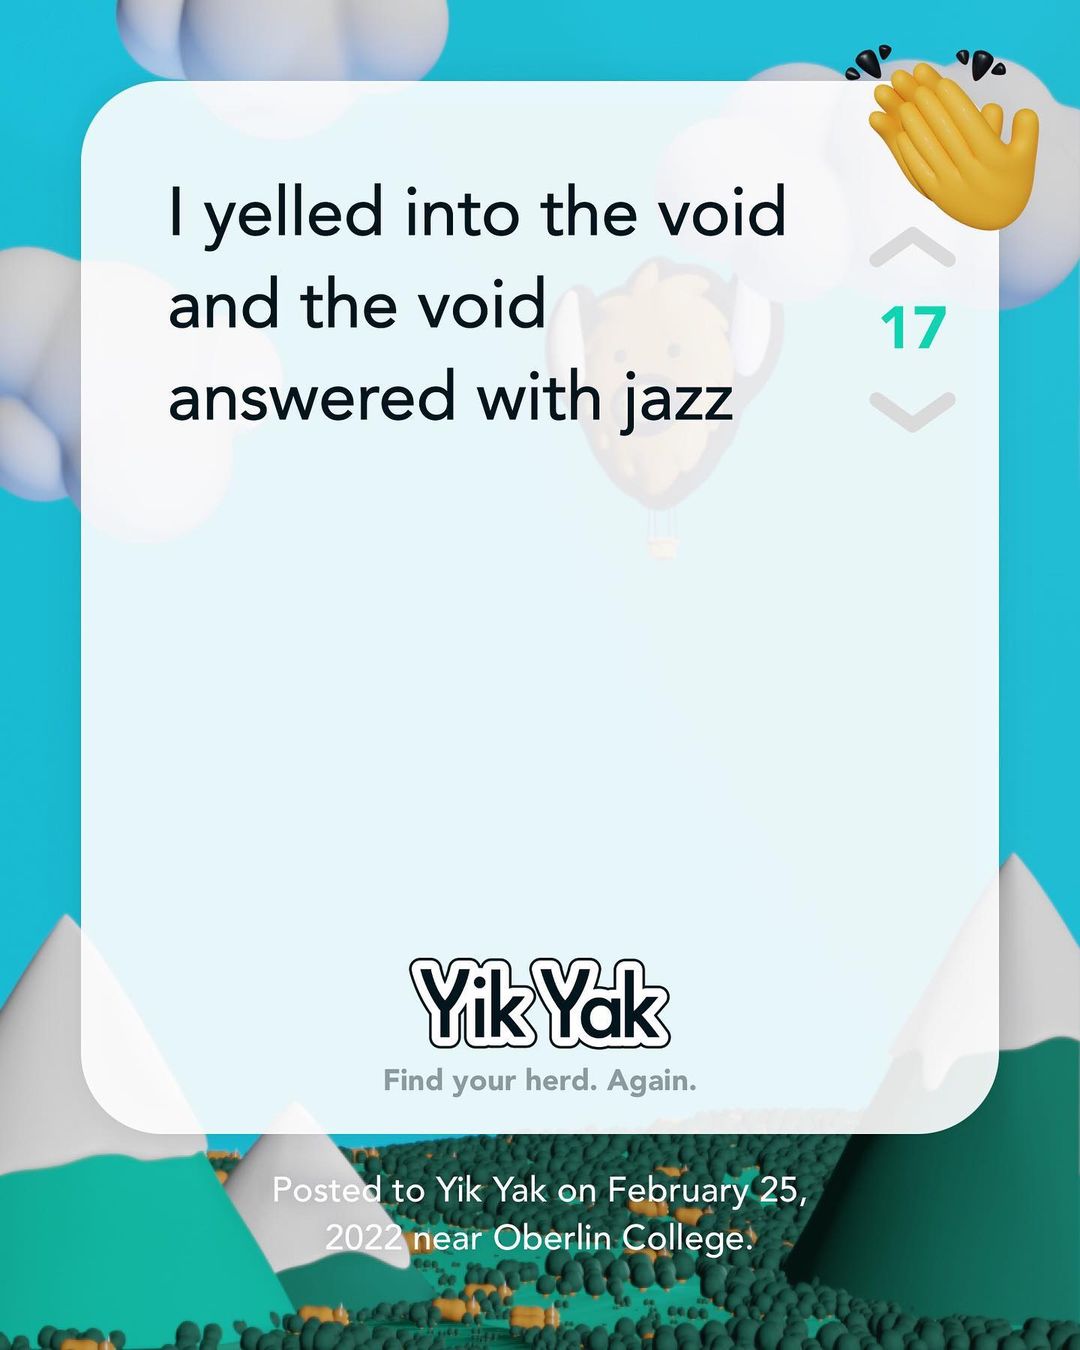 I yelled into the void
and the void
answered with jazz
17
Yik Yak
Find your herd. Again.
Posted to Yik Yak on February 25,
2022 near Oberlin College.